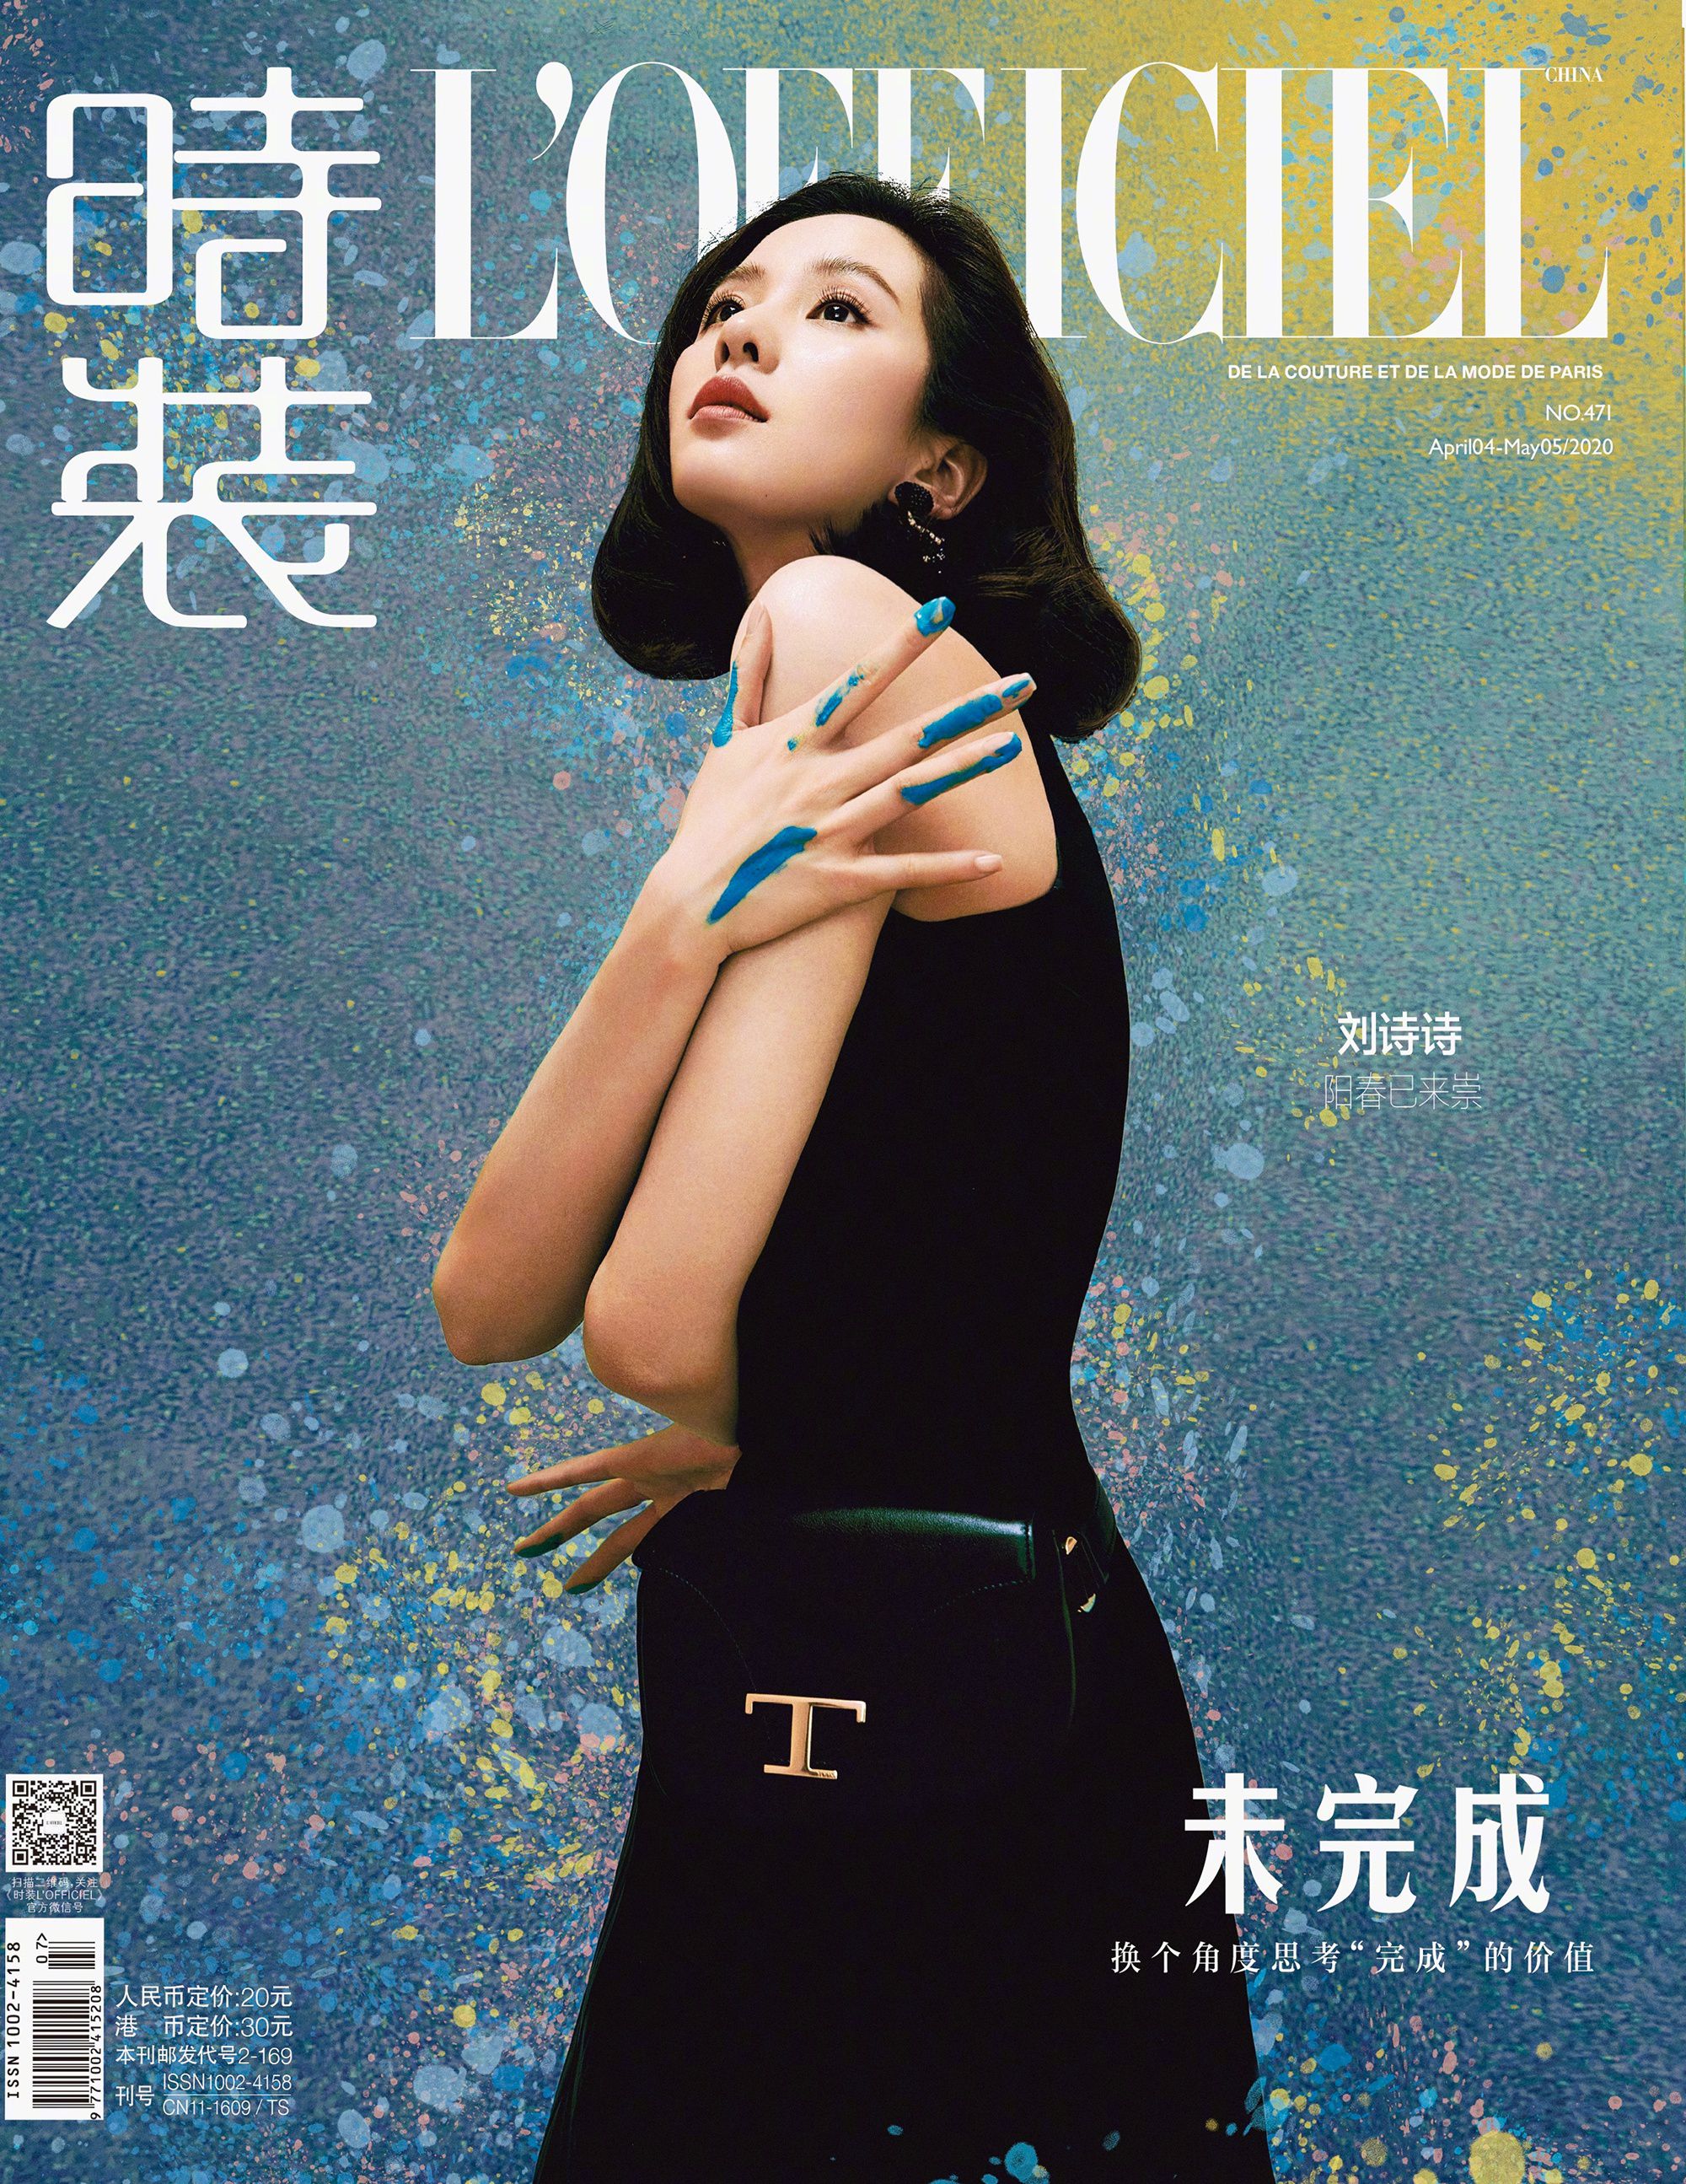 時装
L'OFFICIEL
CHINA
DE LA COUTURE ET DE LA MODE DE PARIS
NO.471
April04-May05/2020
刘诗诗
阳春已来崇
T
未完成
换个角度思考“完成”的价值
扫描二维码,关注
《时装L'OFFICIEL》
官方微信号
ISSN 1002-4158
07>
9 771002 415208
人民币定价:20元
港 币定价:30元
本刊邮发代号2-169
刊号 ISSN1002-4158
CN11-1609 / TS